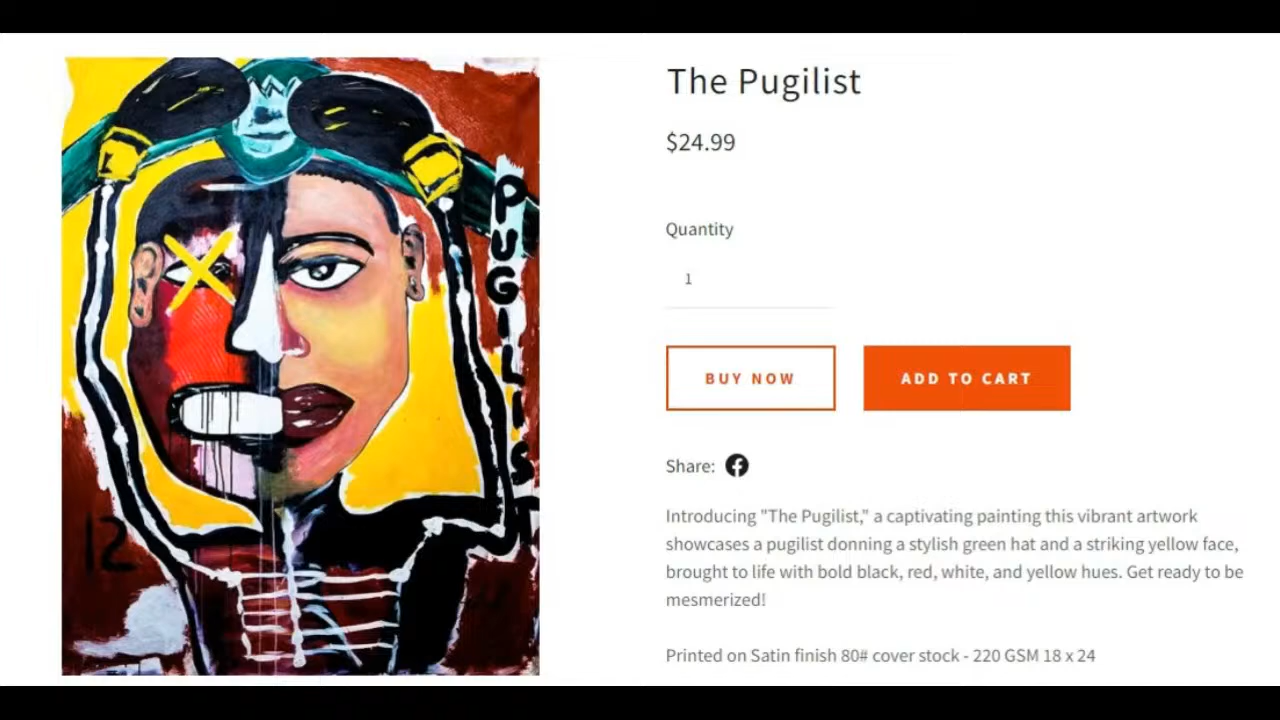 The Pugilist
$24.99
PUGILIST
Quantity
1
BUY NOW
ADD TO CART
Share:
12
Introducing "The Pugilist," a captivating painting this vibrant artwork
showcases a pugilist donning a stylish green hat and a striking yellow face,
brought to life with bold black, red, white, and yellow hues. Get ready to be
mesmerized!
Printed on Satin finish 80# cover stock - 220 GSM 18 x 24